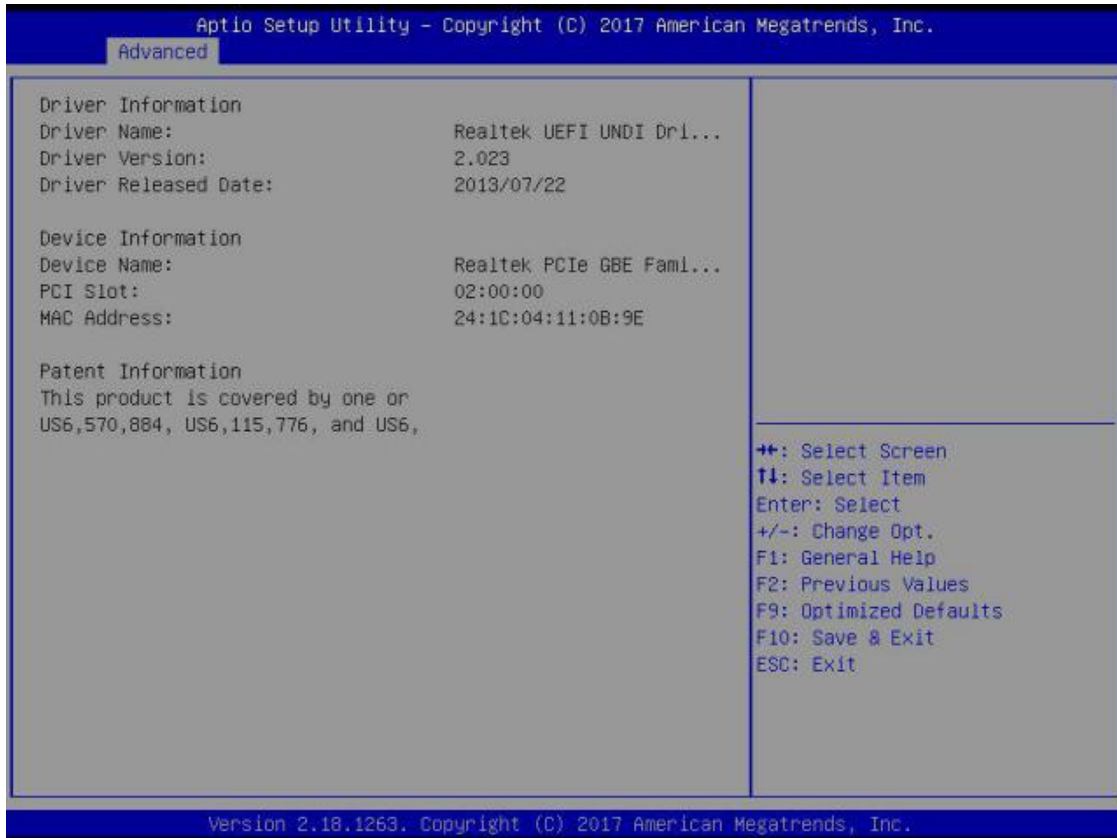 Aptio Setup Utility – Copyright (C) 2017 American Megatrends, Inc.
Advanced
Driver Information
Driver Name: Realtek UEFI UNDI Dri...
Driver Version: 2.023
Driver Released Date: 2013/07/22
Device Information
Device Name: Realtek PCIe GBE Fami...
PCI Slot: 02:00:00
MAC Address: 24:1C:04:11:0B:9E
Patent Information
This product is covered by one or
US6,570,884, US6,115,776, and US6,
→←: Select Screen
↑↓: Select Item
Enter: Select
+/-: Change Opt.
F1: General Help
F2: Previous Values
F9: Optimized Defaults
F10: Save & Exit
ESC: Exit
Version 2.18.1263. Copyright (C) 2017 American Megatrends, Inc.